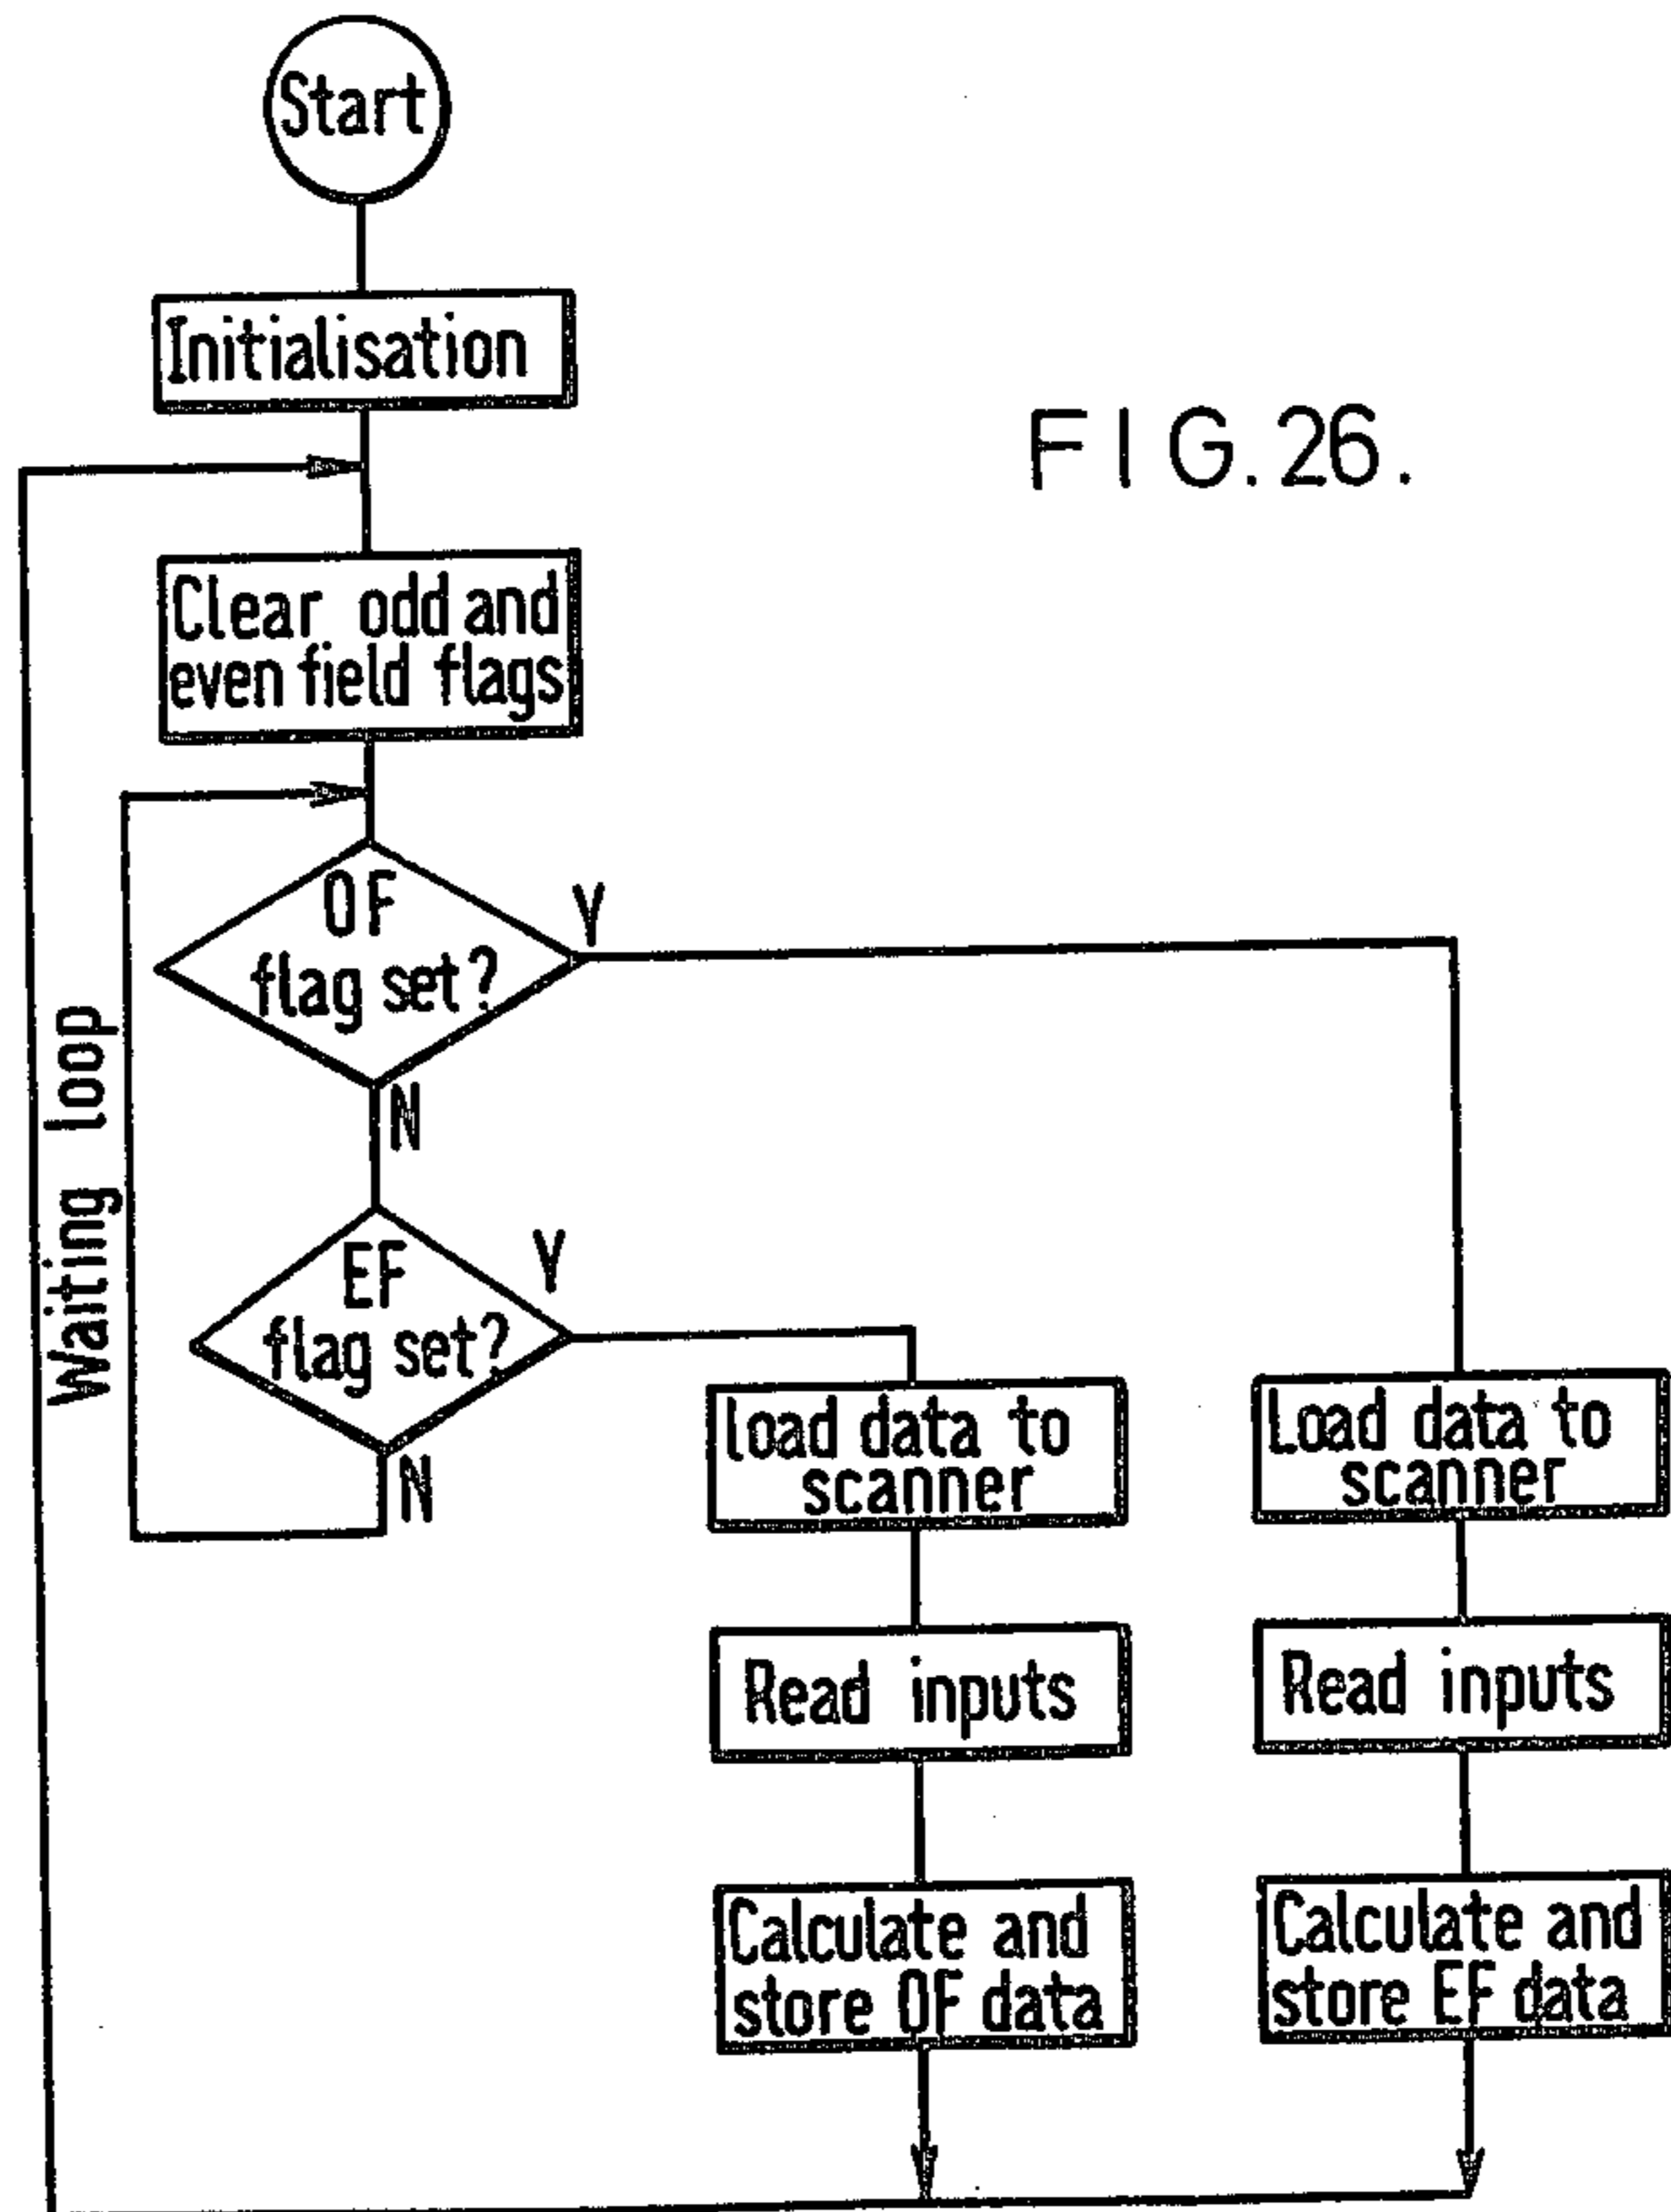 Start
Initialisation
FIG.26.
Clear odd and
even field flags
OF
flag set?
Y
N
Waiting loop
EF
flag set?
Y
N
load data to
scanner
Load data to
scanner
Read inputs
Read inputs
Calculate and
store OF data
Calculate and
store EF data